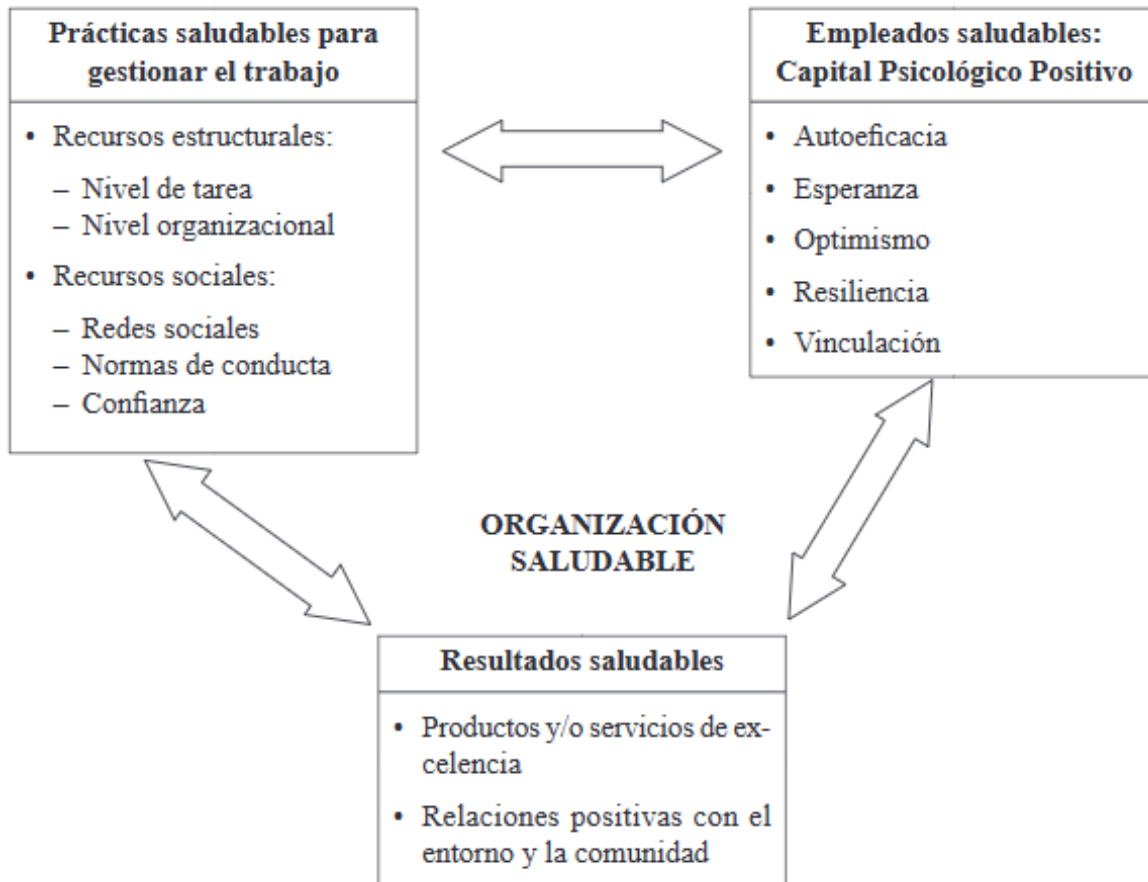 Prácticas saludables para
gestionar el trabajo
• Recursos estructurales:
– Nivel de tarea
– Nivel organizacional
• Recursos sociales:
– Redes sociales
– Normas de conducta
– Confianza
Empleados saludables:
Capital Psicológico Positivo
• Autoeficacia
• Esperanza
• Optimismo
• Resiliencia
• Vinculación
ORGANIZACIÓN
SALUDABLE
Resultados saludables
• Productos y/o servicios de ex-
celencia
• Relaciones positivas con el
entorno y la comunidad